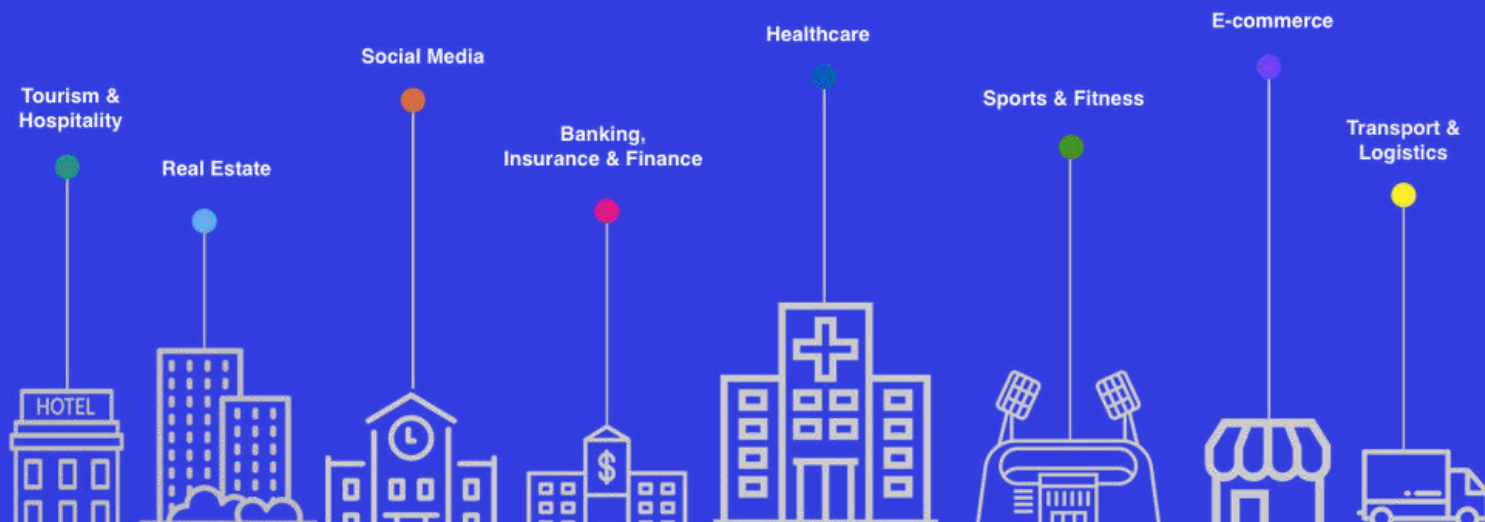 Tourism &
Hospitality
Real Estate
Social Media
Banking,
Insurance & Finance
Healthcare
Sports & Fitness
E-commerce
Transport &
Logistics
HOTEL
$